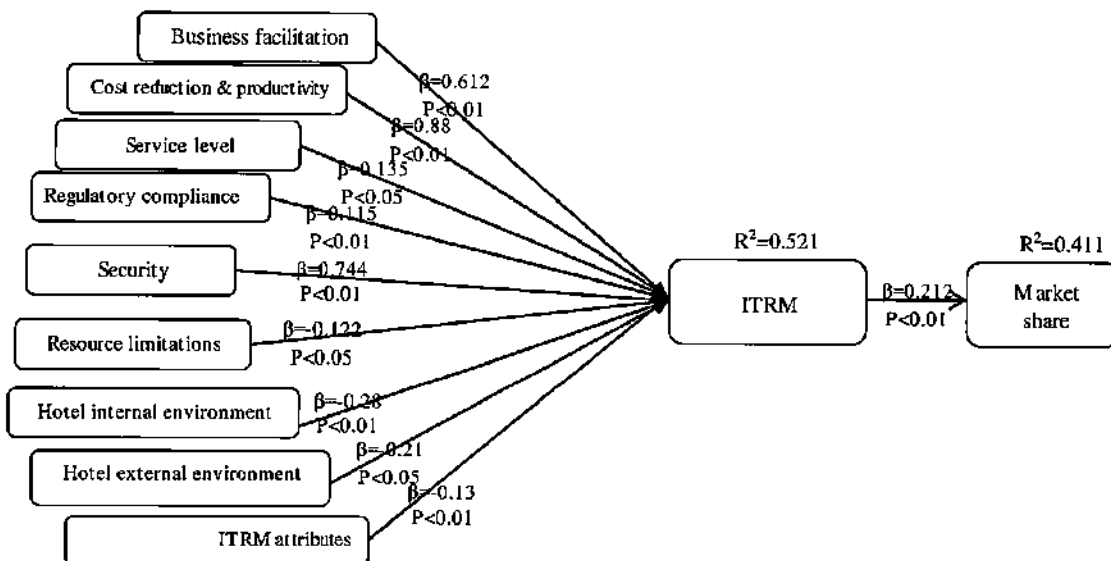 Business facilitation
β=0.612
P<0.01
Cost reduction & productivity
β=0.88
P<0.01
Service level
β=0.135
P<0.05
Regulatory compliance
β=0.115
P<0.01
Security
β=0.744
P<0.01
Resource limitations
β=-0.122
P<0.05
Hotel internal environment
β=-0.28
P<0.01
Hotel external environment
β=-0.21
P<0.05
ITRM attributes
β=-0.13
P<0.01
R²=0.521
ITRM
β=0.212
P<0.01
R²=0.411
Market
share